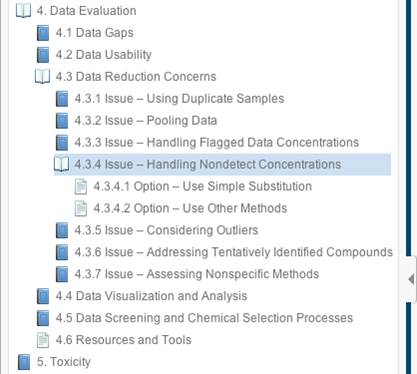 4. Data Evaluation
4.1 Data Gaps
4.2 Data Usability
4.3 Data Reduction Concerns
4.3.1 Issue – Using Duplicate Samples
4.3.2 Issue – Pooling Data
4.3.3 Issue – Handling Flagged Data Concentrations
4.3.4 Issue – Handling Nondetect Concentrations
4.3.4.1 Option – Use Simple Substitution
4.3.4.2 Option – Use Other Methods
4.3.5 Issue – Considering Outliers
4.3.6 Issue – Addressing Tentatively Identified Compounds
4.3.7 Issue – Assessing Nonspecific Methods
4.4 Data Visualization and Analysis
4.5 Data Screening and Chemical Selection Processes
4.6 Resources and Tools
5. Toxicity